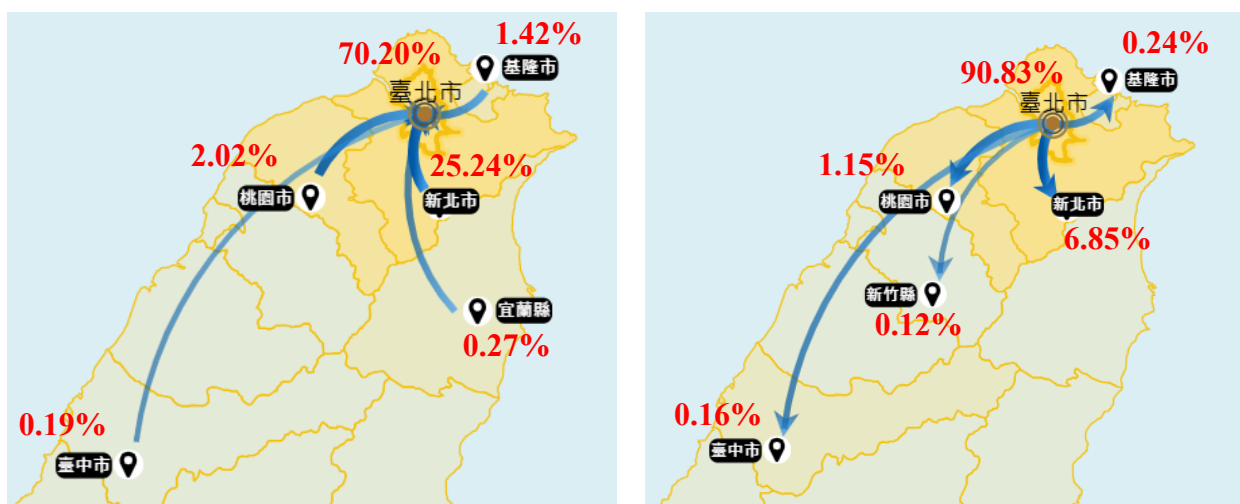 1.42%
70.20%
基隆市
臺北市
2.02%
25.24%
桃園市
新北市
宜蘭縣
0.27%
0.19%
臺中市
0.24%
90.83%
基隆市
臺北市
1.15%
桃園市
新北市
6.85%
新竹縣
0.12%
0.16%
臺中市